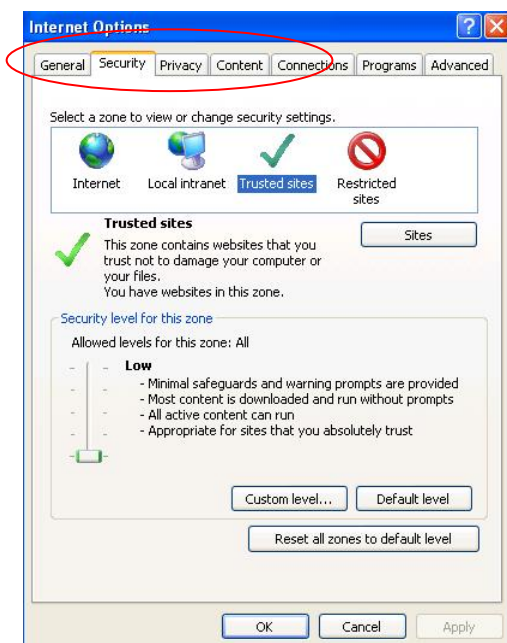 Internet Options
General Security Privacy Content Connections Programs Advanced
Select a zone to view or change security settings.
Internet Local intranet Trusted sites Restricted
sites
Trusted sites
Sites
This zone contains websites that you
trust not to damage your computer or
your files.
You have websites in this zone.
Security level for this zone
Allowed levels for this zone: All
Low
- Minimal safeguards and warning prompts are provided
- Most content is downloaded and run without prompts
- All active content can run
- Appropriate for sites that you absolutely trust
Custom level... Default level
Reset all zones to default level
OK Cancel Apply